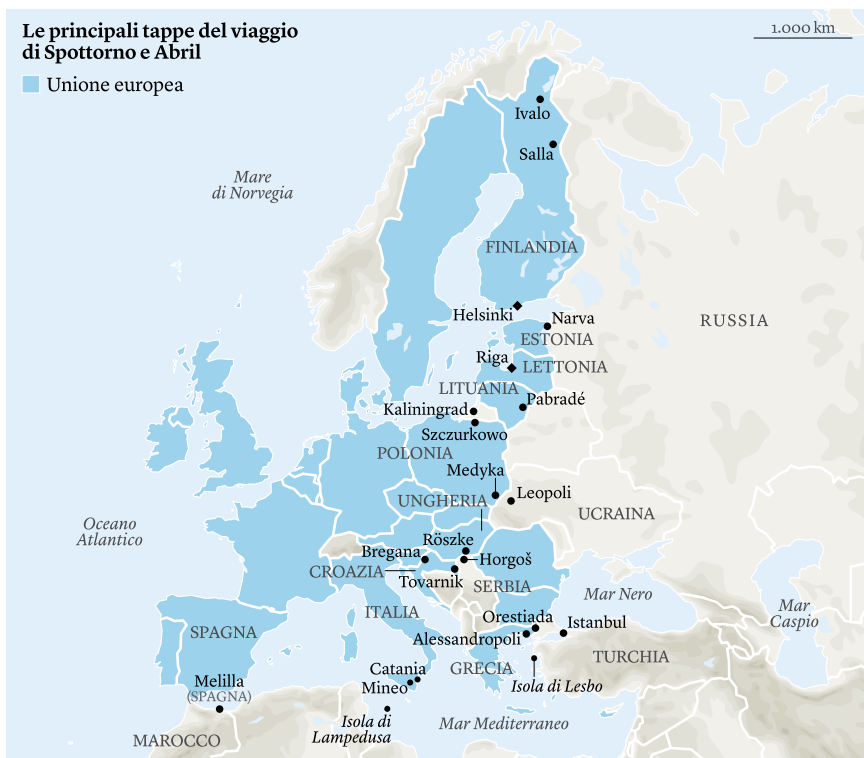 Le principali tappe del viaggio
di Spottorno e Abril
1.000 km
Unione europea
Ivalo
Salla
Mare
di Norvegia
FINLANDIA
Helsinki
Narva
RUSSIA
ESTONIA
Riga
LETTONIA
LITUANIA
Pabradé
Kaliningrad
Szczurkowo
POLONIA
Medyka
Leopoli
UNGHERIA
UCRAINA
Oceano
Atlantico
Röszke
Bregana
Horgoš
CROAZIA
Tovarnik
SERBIA
Mar Nero
Mar
Caspio
ITALIA
Orestiada
Istanbul
SPAGNA
Alessandropoli
TURCHIA
Catania
GRECIA
Melilla
(SPAGNA)
Mineo
Isola di Lesbo
Isola di
Lampedusa
Mar Mediterraneo
MAROCCO